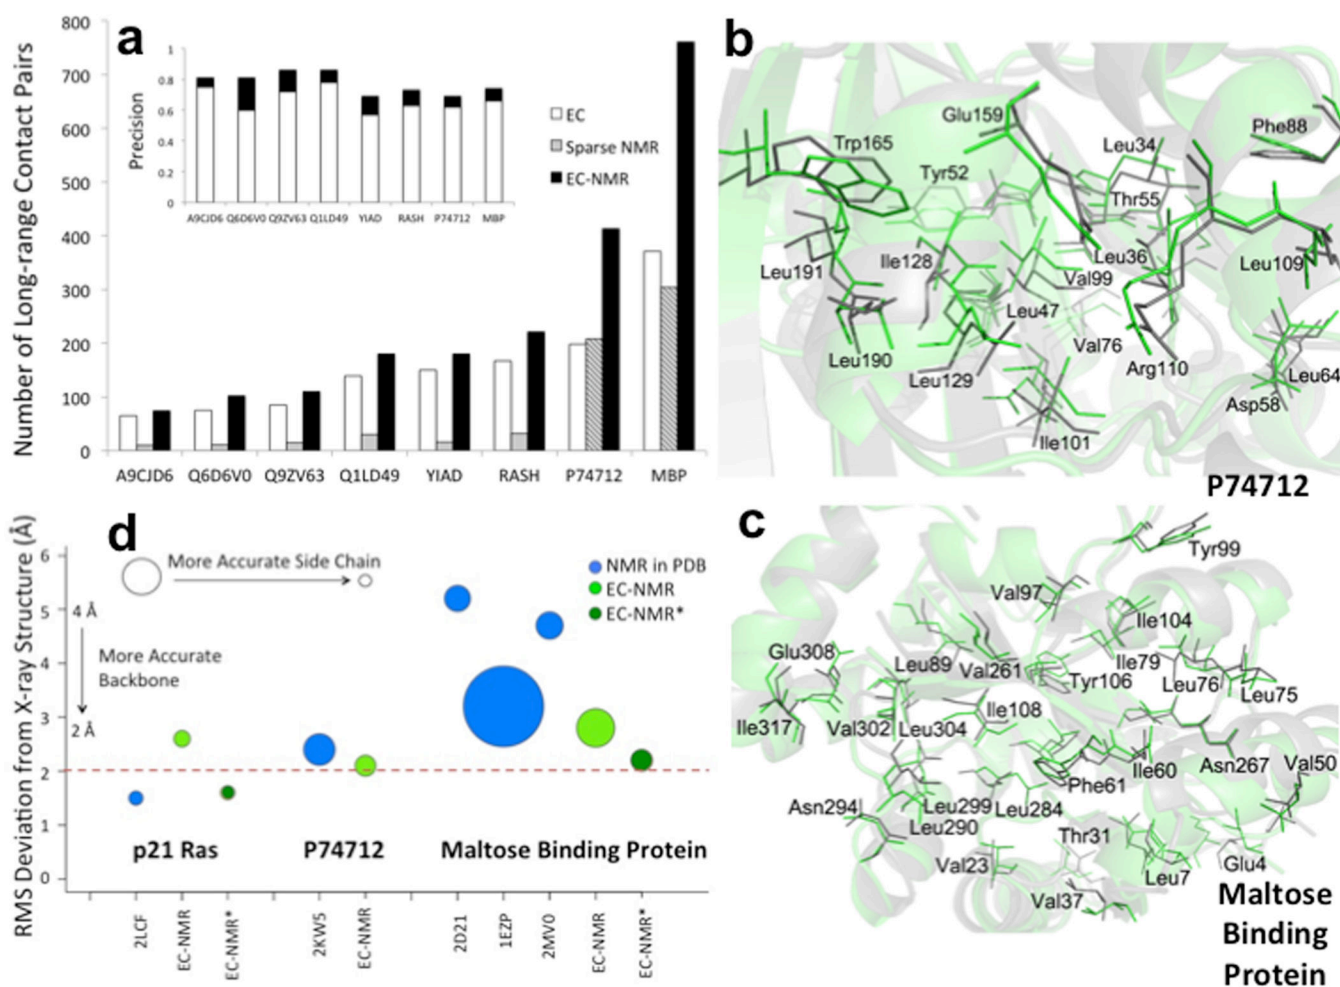 a
Number of Long-range Contact Pairs
800
700
600
500
400
300
200
100
0
Precision
1
0.8
0.6
0.4
0.2
0
A9CJD6 Q6D6V0 Q9ZV63 Q1LD49 YIAD RASH P74712 MBP
EC
Sparse NMR
EC-NMR
A9CJD6 Q6D6V0 Q9ZV63 Q1LD49 YIAD RASH P74712 MBP
b
Glu159
Phe88
Trp165
Leu34
Tyr52
Thr55
Leu191
Ile128
Leu36
Leu109
Val99
Leu47
Leu190
Val76
Leu129
Arg110
Leu64
Asp58
Ile101
P74712
c
Tyr99
Val97
Ile104
Glu308
Leu89
Val261
Ile79
Tyr106
Leu76
Leu75
Ile317
Val302
Leu304
Ile108
Asn267
Val50
Ile60
Phe61
Asn294
Leu299
Leu284
Leu290
Thr31
Val23
Leu7
Glu4
Val37
Maltose
Binding
Protein
d
RMS Deviation from X-ray Structure (Å)
6
5
4
3
2
1
0
More Accurate Side Chain
4 Å
More Accurate
Backbone
2 Å
NMR in PDB
EC-NMR
EC-NMR*
p21 Ras
P74712
Maltose Binding Protein
2LCF
EC-NMR
EC-NMR*
2KW5
EC-NMR
2D21
1EZP
2MV0
EC-NMR
EC-NMR*